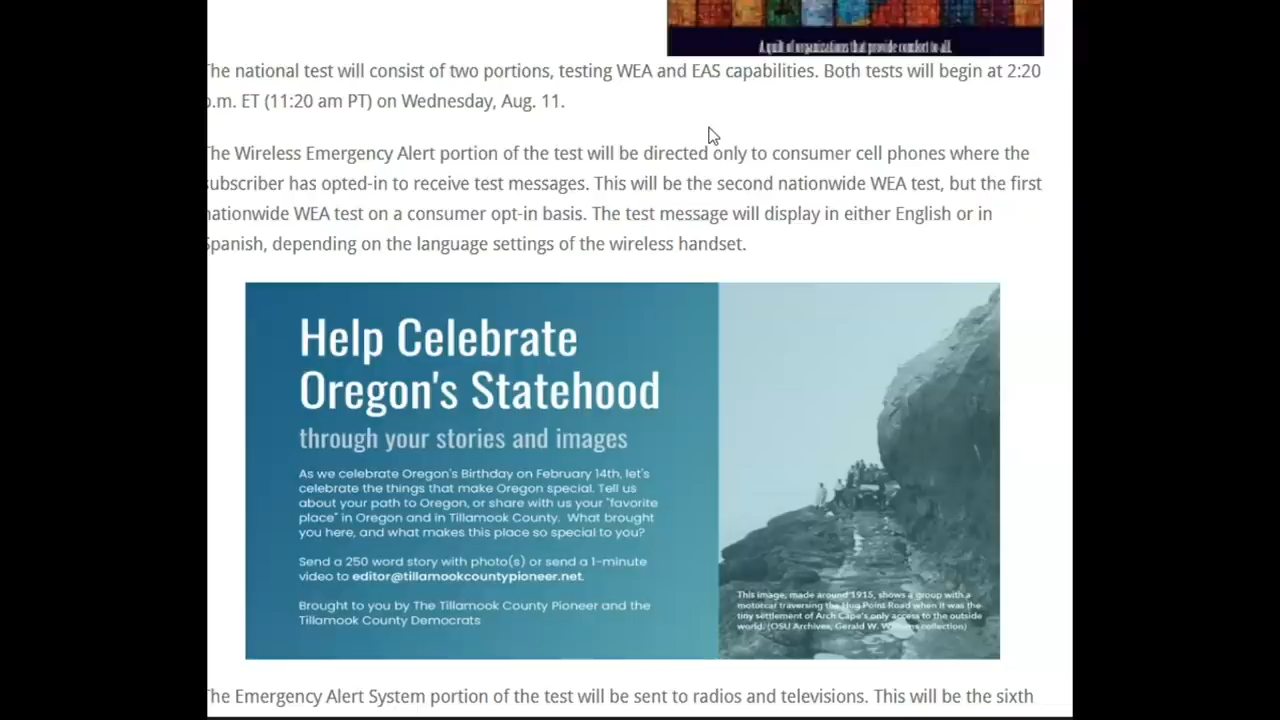 A quilt of organizations that provide comfort to all.
The national test will consist of two portions, testing WEA and EAS capabilities. Both tests will begin at 2:20
p.m. ET (11:20 am PT) on Wednesday, Aug. 11.
The Wireless Emergency Alert portion of the test will be directed only to consumer cell phones where the
subscriber has opted-in to receive test messages. This will be the second nationwide WEA test, but the first
nationwide WEA test on a consumer opt-in basis. The test message will display in either English or in
Spanish, depending on the language settings of the wireless handset.
Help Celebrate
Oregon's Statehood
through your stories and images
As we celebrate Oregon's Birthday on February 14th, let's
celebrate the things that make Oregon special. Tell us
about your path to Oregon, or share with us your "favorite
place" in Oregon and in Tillamook County. What brought
you here, and what makes this place so special to you?
Send a 250 word story with photo(s) or send a 1-minute
video to editor@tillamookcountypioneer.net.
Brought to you by The Tillamook County Pioneer and the
Tillamook County Democrats
This image, made around 1915, shows a group with a
motorcar traversing the Hug Point Road when it was the
tiny settlement of Arch Cape's only access to the outside
world. (OSU Archives, Gerald W. Williams collection)
The Emergency Alert System portion of the test will be sent to radios and televisions. This will be the sixth